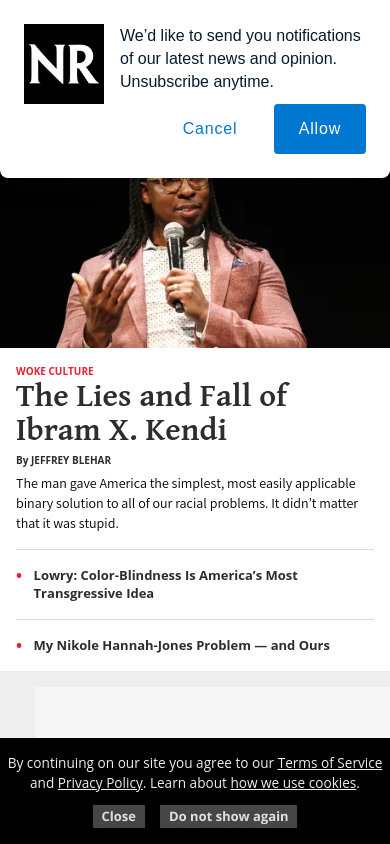 NR
We’d like to send you notifications
of our latest news and opinion.
Unsubscribe anytime.
Cancel
Allow
WOKE CULTURE
The Lies and Fall of
Ibram X. Kendi
By JEFFREY BLEHAR
The man gave America the simplest, most easily applicable
binary solution to all of our racial problems. It didn’t matter
that it was stupid.
• Lowry: Color-Blindness Is America’s Most
Transgressive Idea
• My Nikole Hannah-Jones Problem — and Ours
By continuing on our site you agree to our Terms of Service
and Privacy Policy. Learn about how we use cookies.
Close
Do not show again